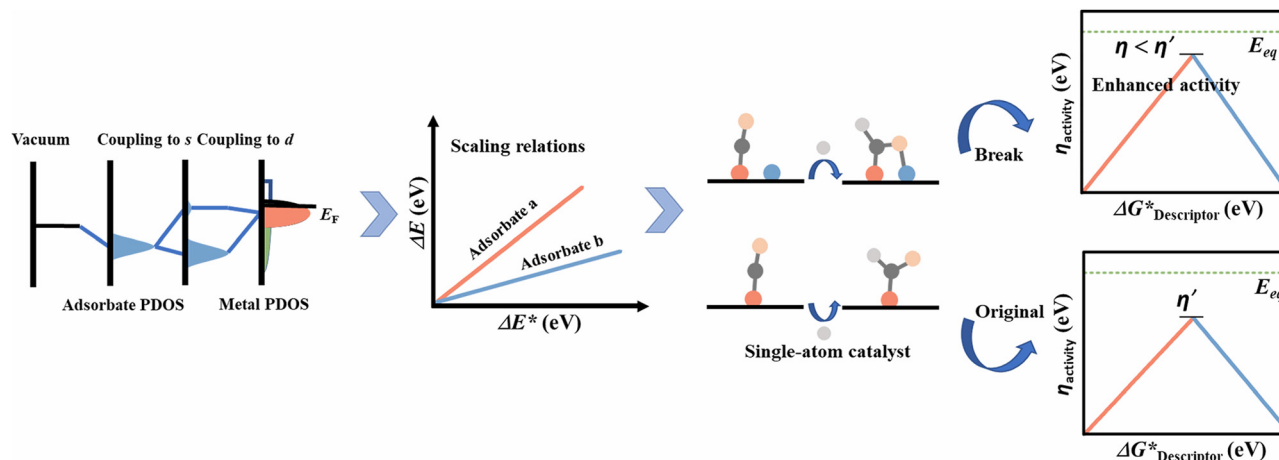 Vacuum
Coupling to s Coupling to d
E_F
Adsorbate PDOS
Metal PDOS
Scaling relations
ΔE (eV)
Adsorbate a
Adsorbate b
ΔE* (eV)
Single-atom catalyst
Break
Original
η_activity (eV)
η < η′
E_eq
Enhanced activity
ΔG*_Descriptor (eV)
η_activity (eV)
η′
E_eq
ΔG*_Descriptor (eV)